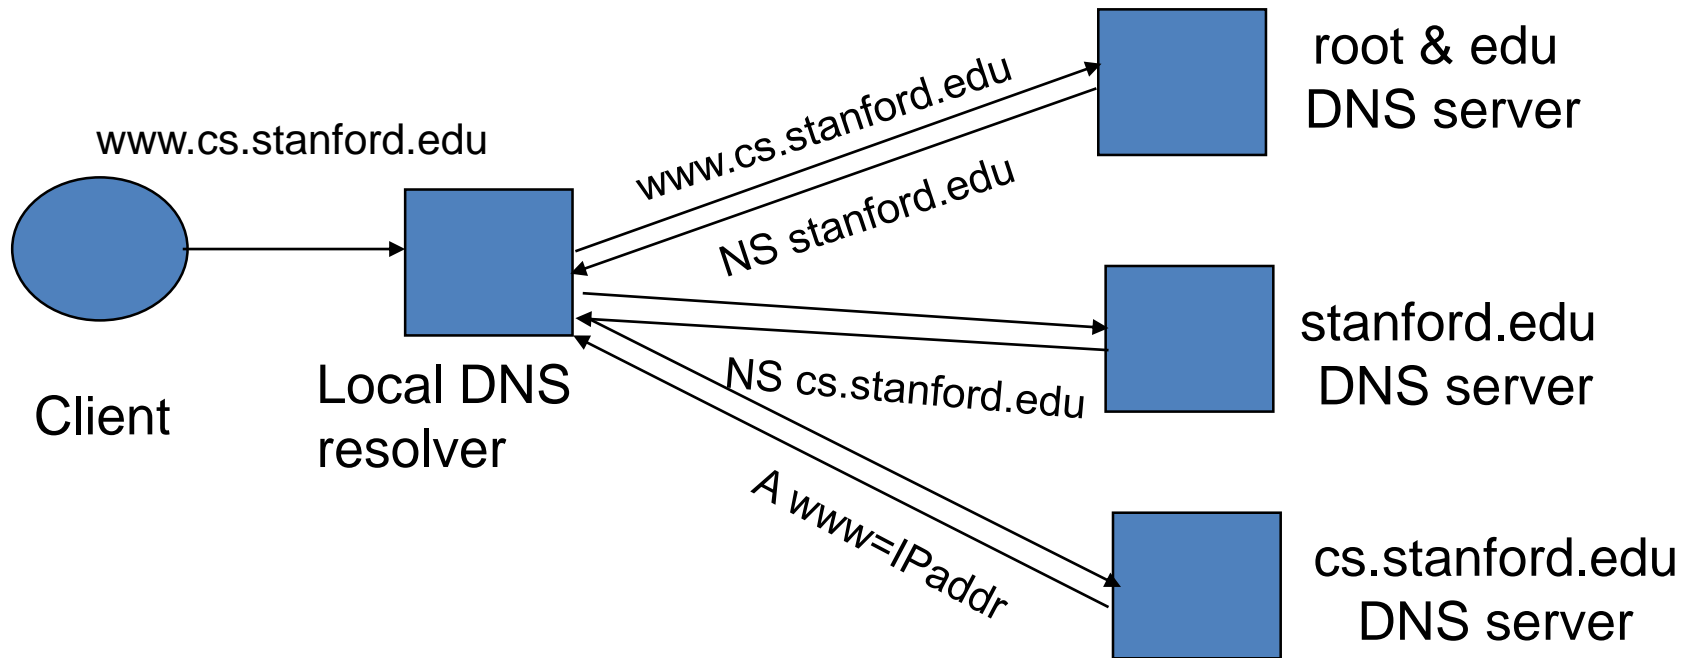 www.cs.stanford.edu
Client
Local DNS
resolver
www.cs.stanford.edu
NS stanford.edu
NS cs.stanford.edu
A www=IPaddr
root & edu
DNS server
stanford.edu
DNS server
cs.stanford.edu
DNS server